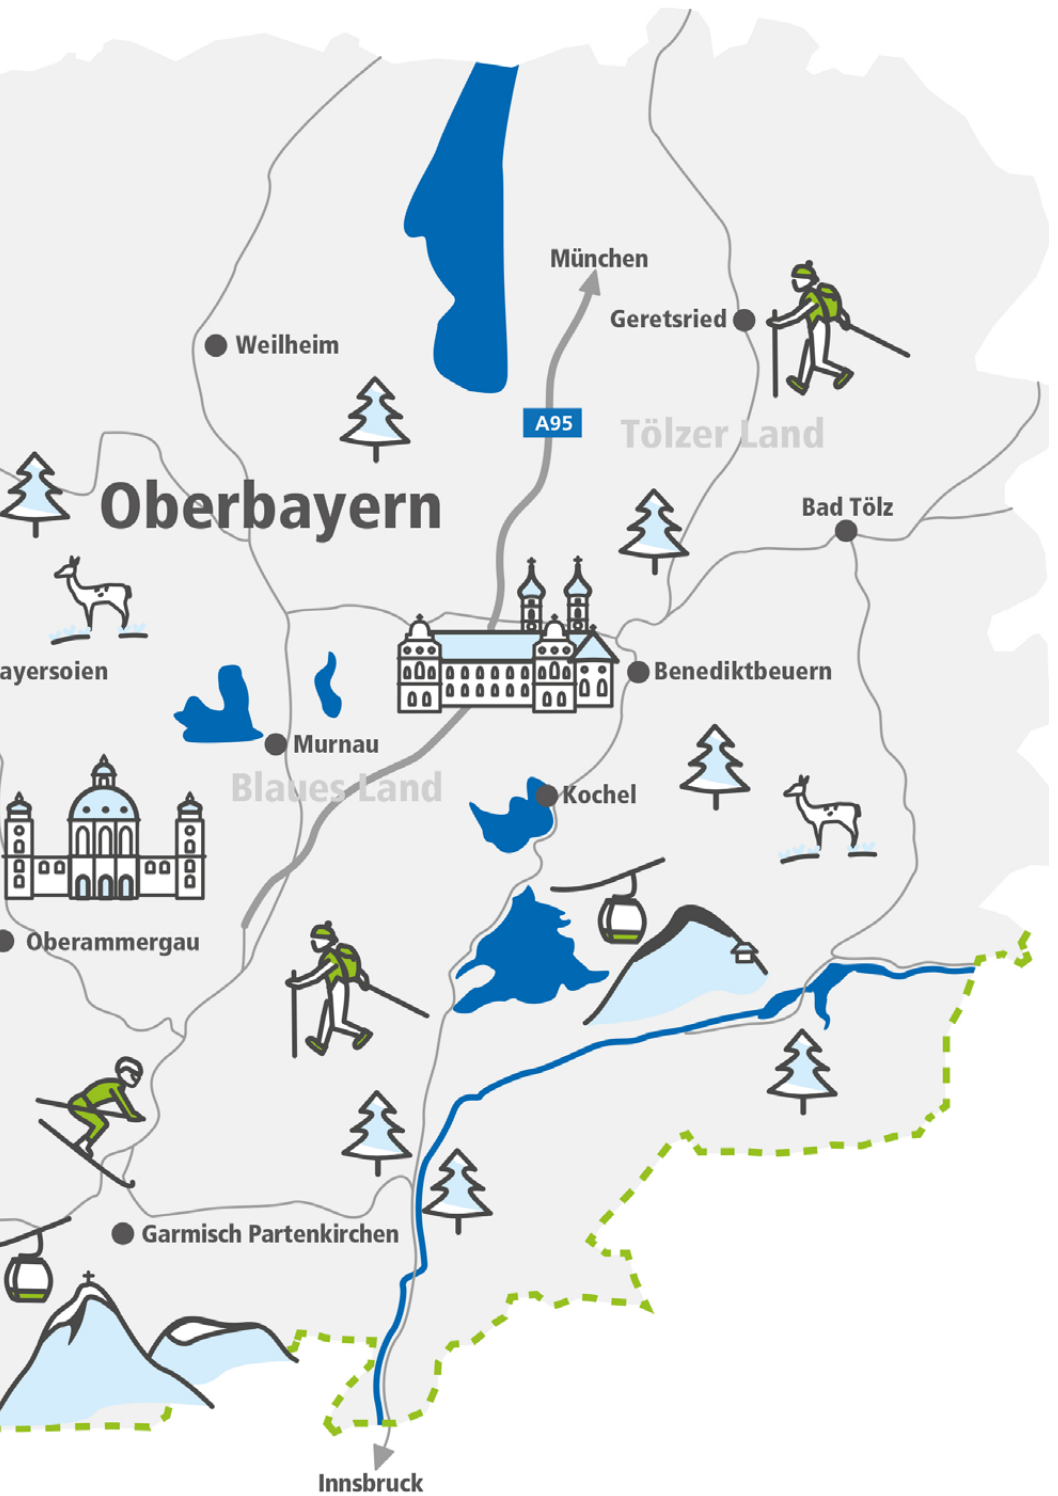 München
Geretsried
Weilheim
A95
Tölzer Land
Oberbayern
Bad Tölz
ayersoien
Benediktbeuern
Murnau
Blaues Land
Kochel
Oberammergau
Garmisch Partenkirchen
Innsbruck